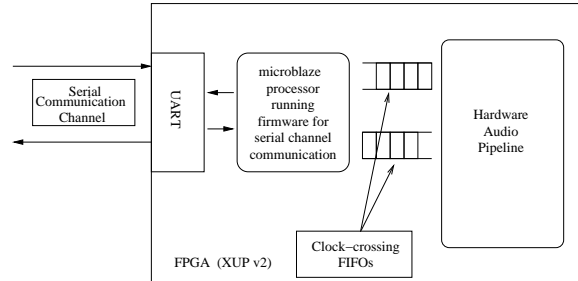 Serial
Communication
Channel
UART
microblaze
processor
running
firmware for
serial channel
communication
Hardware
Audio
Pipeline
Clock−crossing
FIFOs
FPGA (XUP v2)